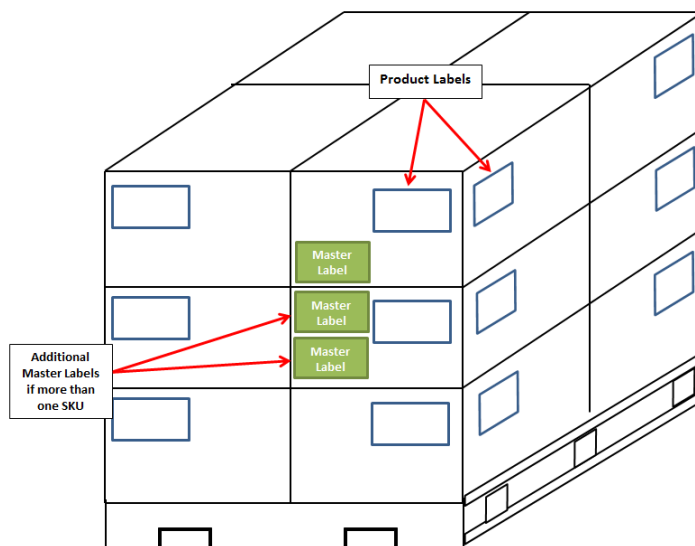 Product Labels
Master
Label
Master
Label
Master
Label
Additional
Master Labels
if more than
one SKU